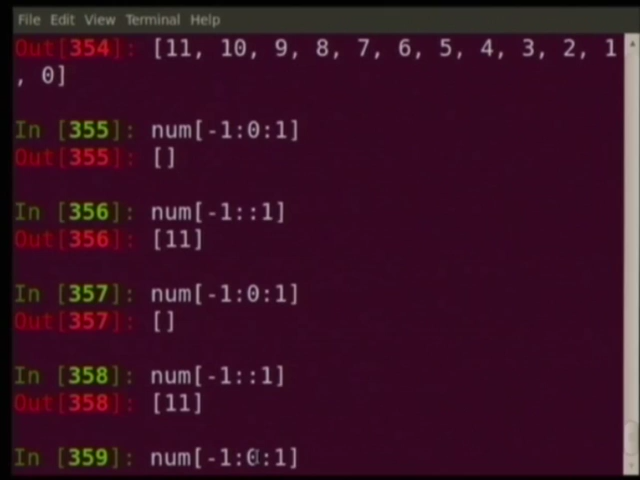 File Edit View Terminal Help
Out[354]: [11, 10, 9, 8, 7, 6, 5, 4, 3, 2, 1
, 0]
In [355]: num[-1:0:1]
Out[355]: []
In [356]: num[-1::1]
Out[356]: [11]
In [357]: num[-1:0:1]
Out[357]: []
In [358]: num[-1::1]
Out[358]: [11]
In [359]: num[-1:0:1]